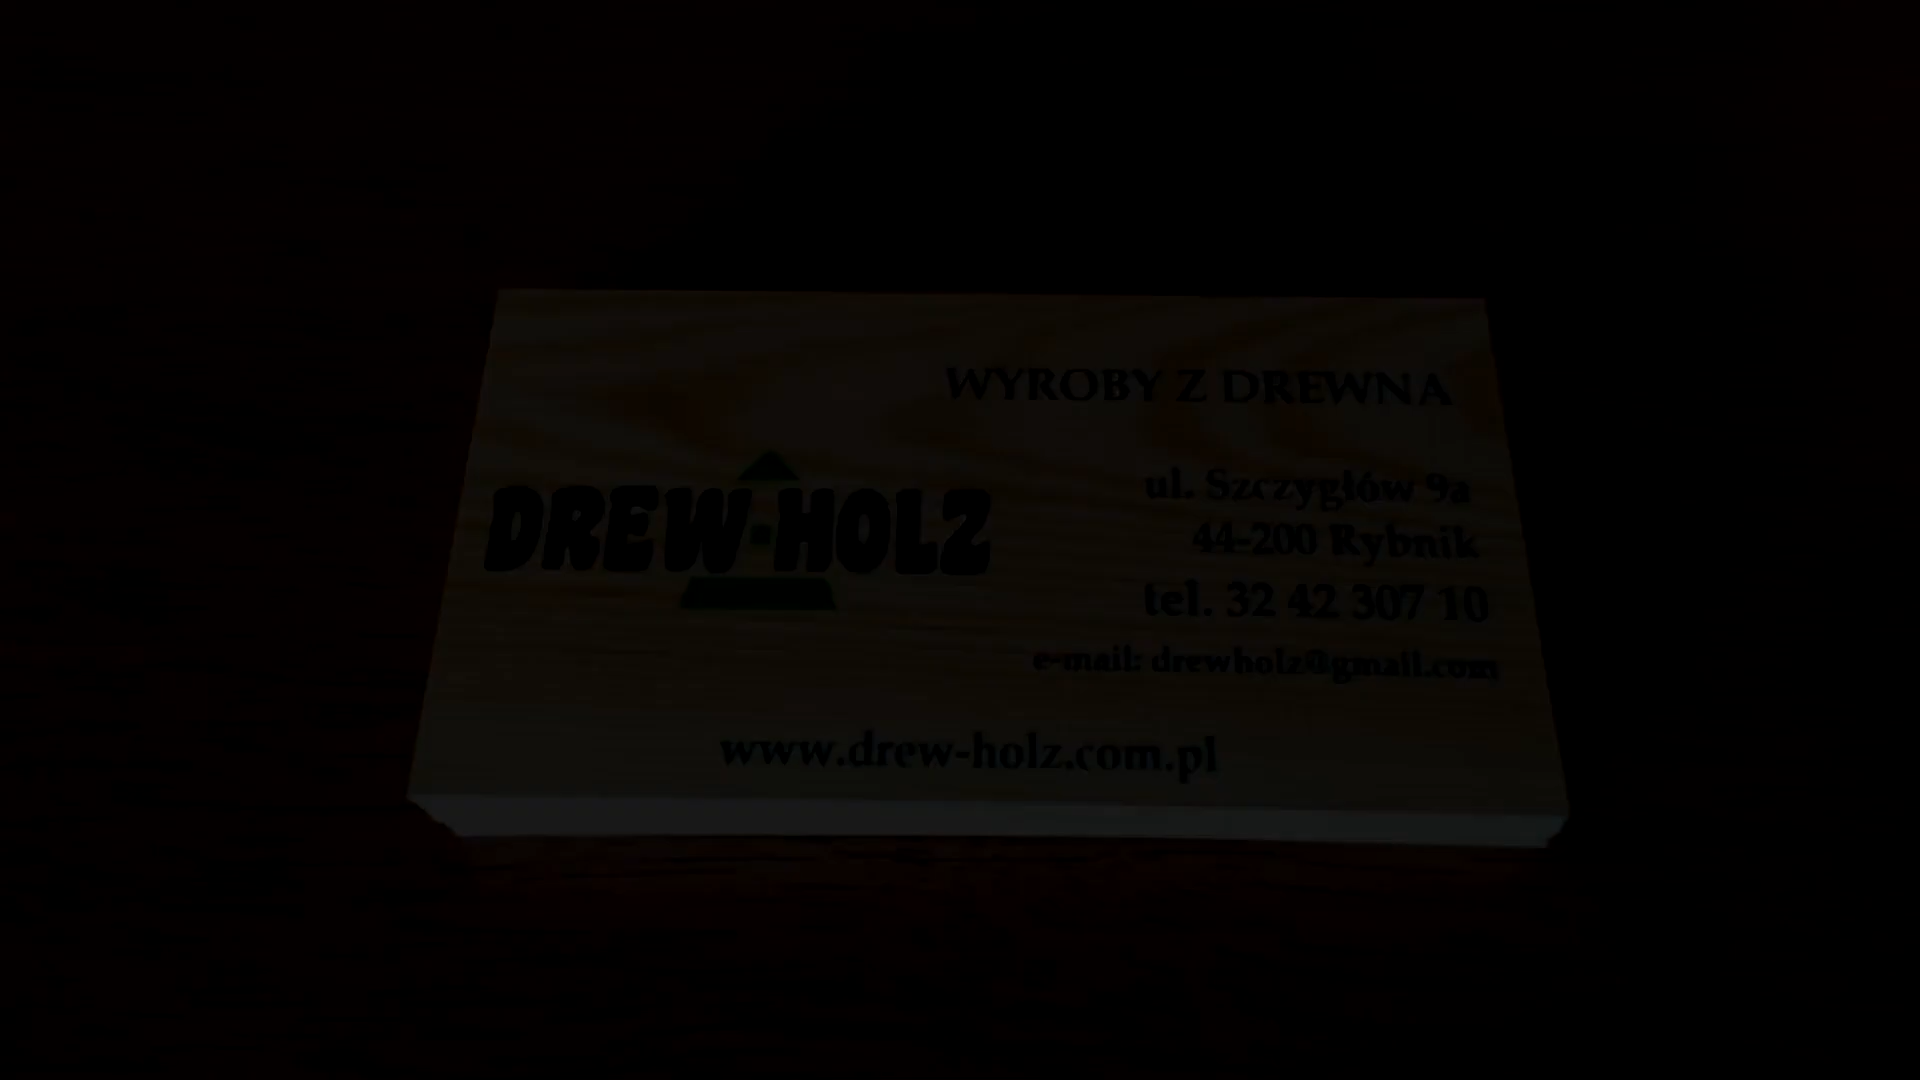 WYROBY Z DREWNA
DREW-HOLZ
ul. Szczygłów 9a
44-200 Rybnik
tel. 32 42 307 10
e-mail: drewholz@gmail.com
www.drew-holz.com.pl